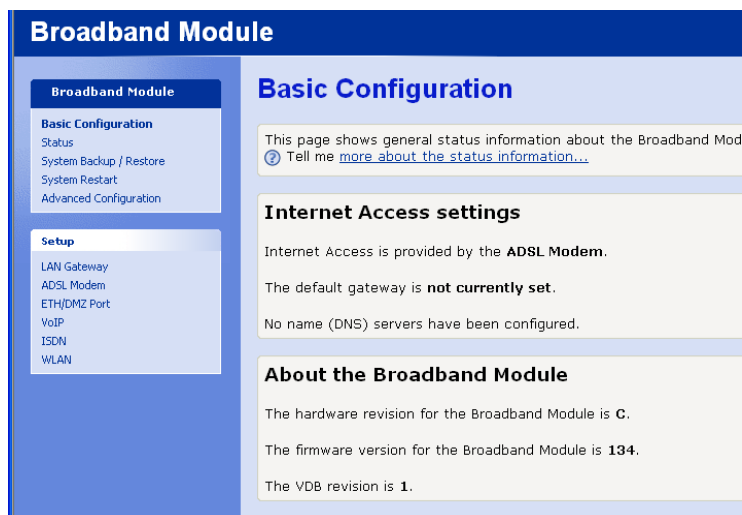 Broadband Module
Broadband Module
Basic Configuration
Status
System Backup / Restore
System Restart
Advanced Configuration
Setup
LAN Gateway
ADSL Modem
ETH/DMZ Port
VoIP
ISDN
WLAN
Basic Configuration
This page shows general status information about the Broadband Mod
? Tell me more about the status information...
Internet Access settings
Internet Access is provided by the ADSL Modem.
The default gateway is not currently set.
No name (DNS) servers have been configured.
About the Broadband Module
The hardware revision for the Broadband Module is C.
The firmware version for the Broadband Module is 134.
The VDB revision is 1.